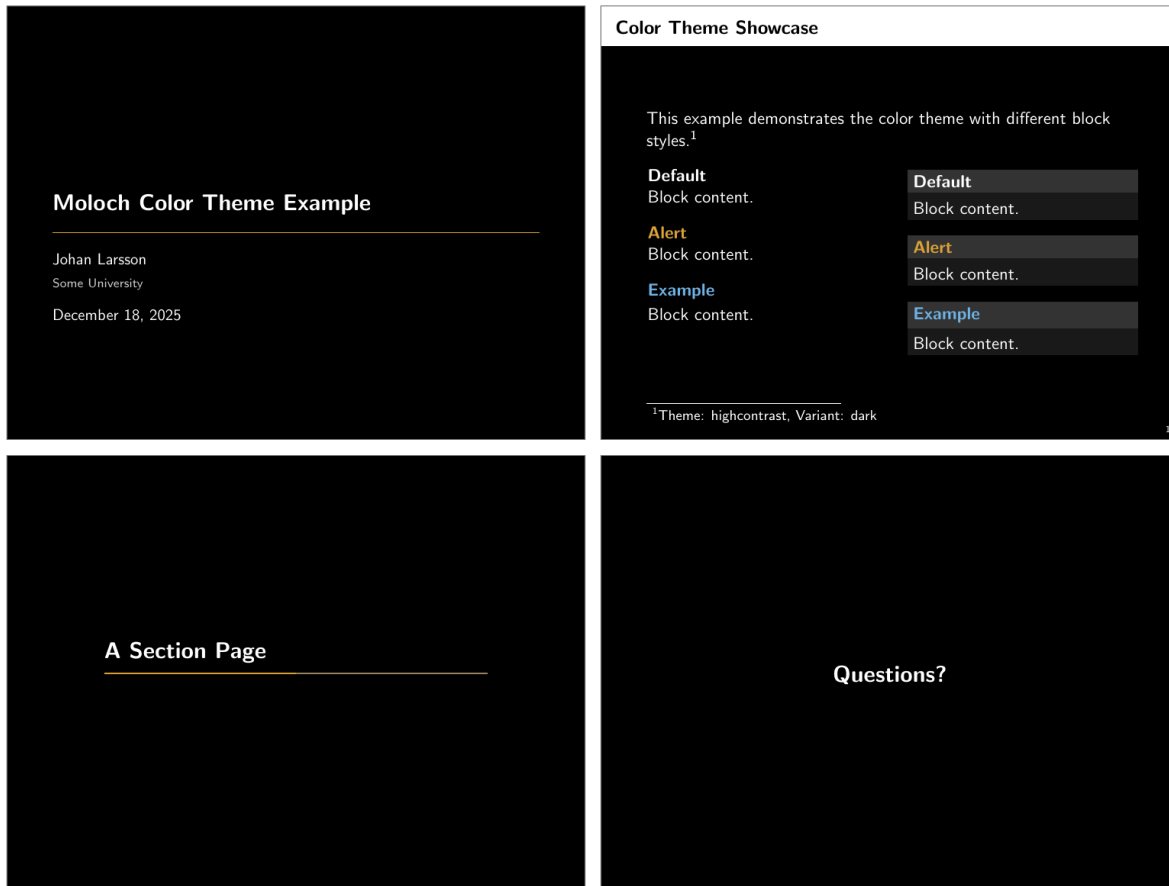 Moloch Color Theme Example
Johan Larsson
Some University
December 18, 2025
Color Theme Showcase
This example demonstrates the color theme with different block
styles.1
Default
Block content.
Alert
Block content.
Example
Block content.
Default
Block content.
Alert
Block content.
Example
Block content.
1Theme: highcontrast, Variant: dark
1
A Section Page
Questions?